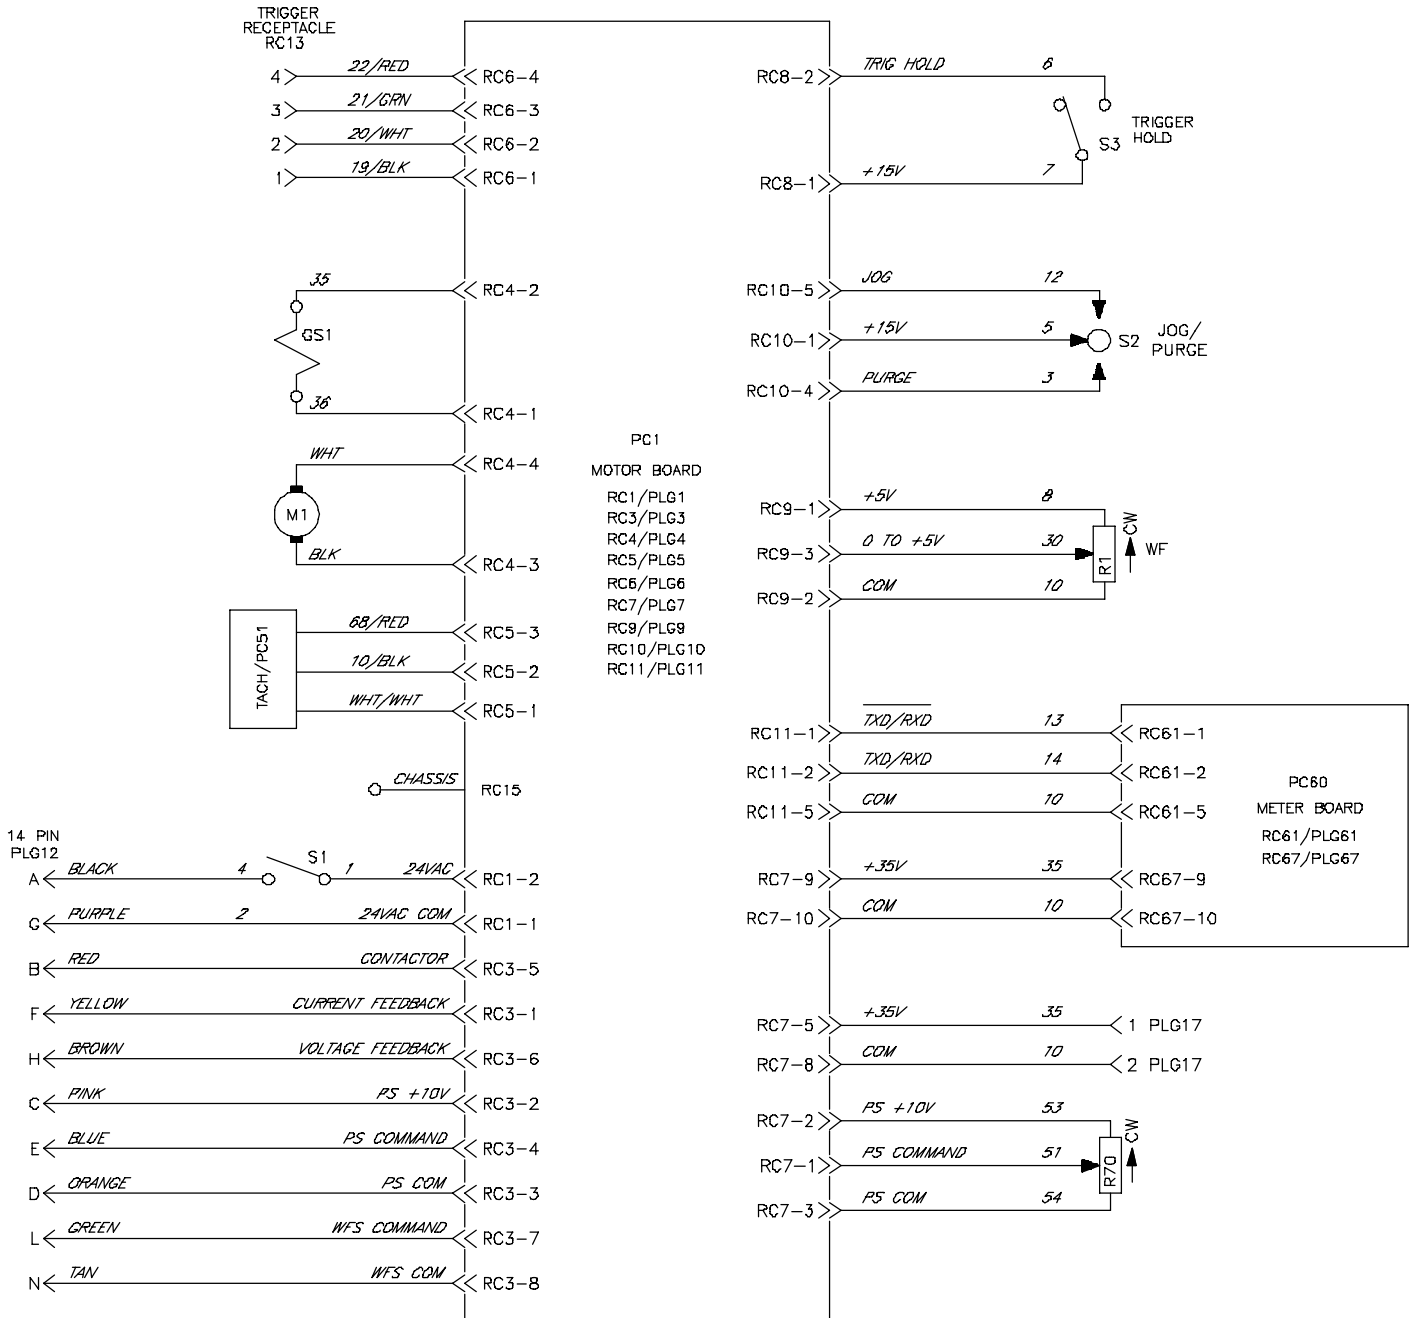 TRIGGER
RECEPTACLE
RC13
4 22/RED RC6-4
3 21/GRN RC6-3
2 20/WHT RC6-2
1 19/BLK RC6-1
35 RC4-2
GS1
36 RC4-1
WHT RC4-4
M1
BLK RC4-3
TACH/PC51
68/RED RC5-3
10/BLK RC5-2
WHT/WHT RC5-1
CHASSIS RC15
14 PIN
PLG12
A BLACK 4 S1 1 24VAC RC1-2
G PURPLE 2 24VAC COM RC1-1
B RED CONTACTOR RC3-5
F YELLOW CURRENT FEEDBACK RC3-1
H BROWN VOLTAGE FEEDBACK RC3-6
C PINK PS +10V RC3-2
E BLUE PS COMMAND RC3-4
D ORANGE PS COM RC3-3
L GREEN WFS COMMAND RC3-7
N TAN WFS COM RC3-8
PC1
MOTOR BOARD
RC1/PLG1
RC3/PLG3
RC4/PLG4
RC5/PLG5
RC6/PLG6
RC7/PLG7
RC9/PLG9
RC10/PLG10
RC11/PLG11
RC8-2 TRIG HOLD 6
S3
TRIGGER
HOLD
RC8-1 +15V 7
RC10-5 JOG 12
RC10-1 +15V 5 S2
JOG/
PURGE
RC10-4 PURGE 3
RC9-1 +5V 8
RC9-3 0 TO +5V 30 R1 CW WF
RC9-2 COM 10
RC11-1 TXD/RXD 13 RC61-1
RC11-2 TXD/RXD 14 RC61-2
RC11-5 COM 10 RC61-5
RC7-9 +35V 35 RC67-9
RC7-10 COM 10 RC67-10
PC60
METER BOARD
RC61/PLG61
RC67/PLG67
RC7-5 +35V 35 1 PLG17
RC7-8 COM 10 2 PLG17
RC7-2 PS +10V 53
RC7-1 PS COMMAND 51 R70 CW
RC7-3 PS COM 54